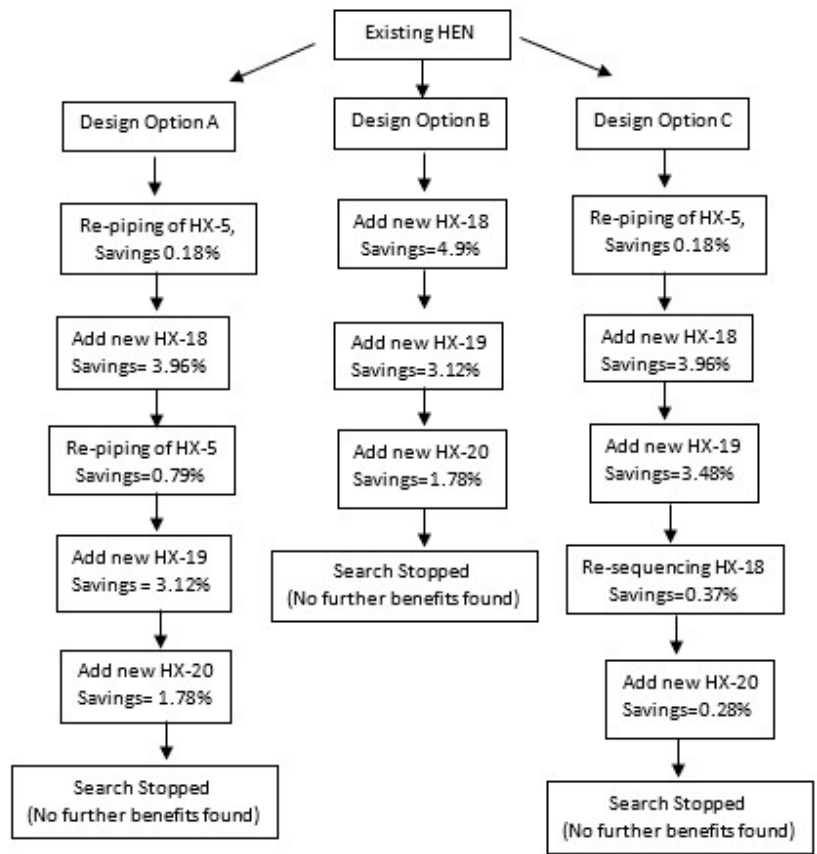 Existing HEN
Design Option A
Re-piping of HX-5,
Savings 0.18%
Add new HX-18
Savings= 3.96%
Re-piping of HX-5
Savings=0.79%
Add new HX-19
Savings = 3.12%
Add new HX-20
Savings= 1.78%
Search Stopped
(No further benefits found)
Design Option B
Add new HX-18
Savings=4.9%
Add new HX-19
Savings=3.12%
Add new HX-20
Savings=1.78%
Search Stopped
(No further benefits found)
Design Option C
Re-piping of HX-5,
Savings 0.18%
Add new HX-18
Savings=3.96%
Add new HX-19
Savings=3.48%
Re-sequencing HX-18
Savings=0.37%
Add new HX-20
Savings=0.28%
Search Stopped
(No further benefits found)